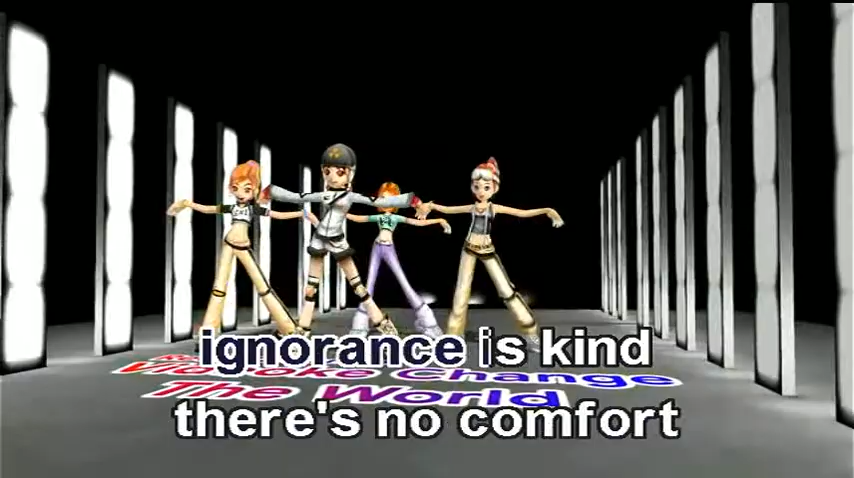 ignorance is kind
Change
The World
there's no comfort